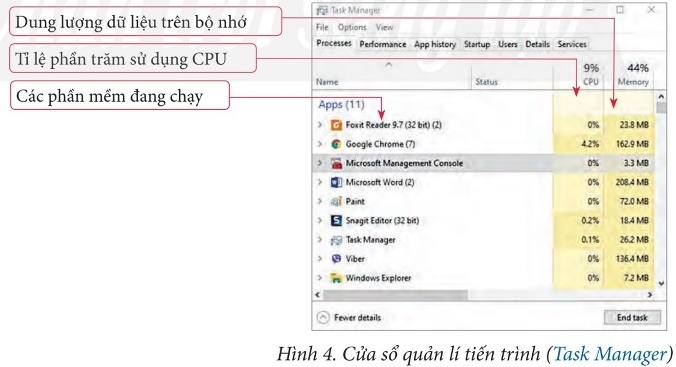 Dung lượng dữ liệu trên bộ nhớ
Tỉ lệ phần trăm sử dụng CPU
Các phần mềm đang chạy
Task Manager
File Options View
Processes Performance App history Startup Users Details Services
9% 44%
Name Status CPU Memory
Apps (11)
Foxit Reader 9.7 (32 bit) (2) 0% 23.8 MB
Google Chrome (7) 4.2% 162.9 MB
Microsoft Management Console 0% 3.3 MB
Microsoft Word (2) 0% 208.4 MB
Paint 0% 72.0 MB
Snagit Editor (32 bit) 0.2% 18.4 MB
Task Manager 0.1% 26.2 MB
Viber 0% 136.4 MB
Windows Explorer 0% 7.2 MB
Fewer details End task
Hình 4. Cửa sổ quản lí tiến trình (Task Manager)